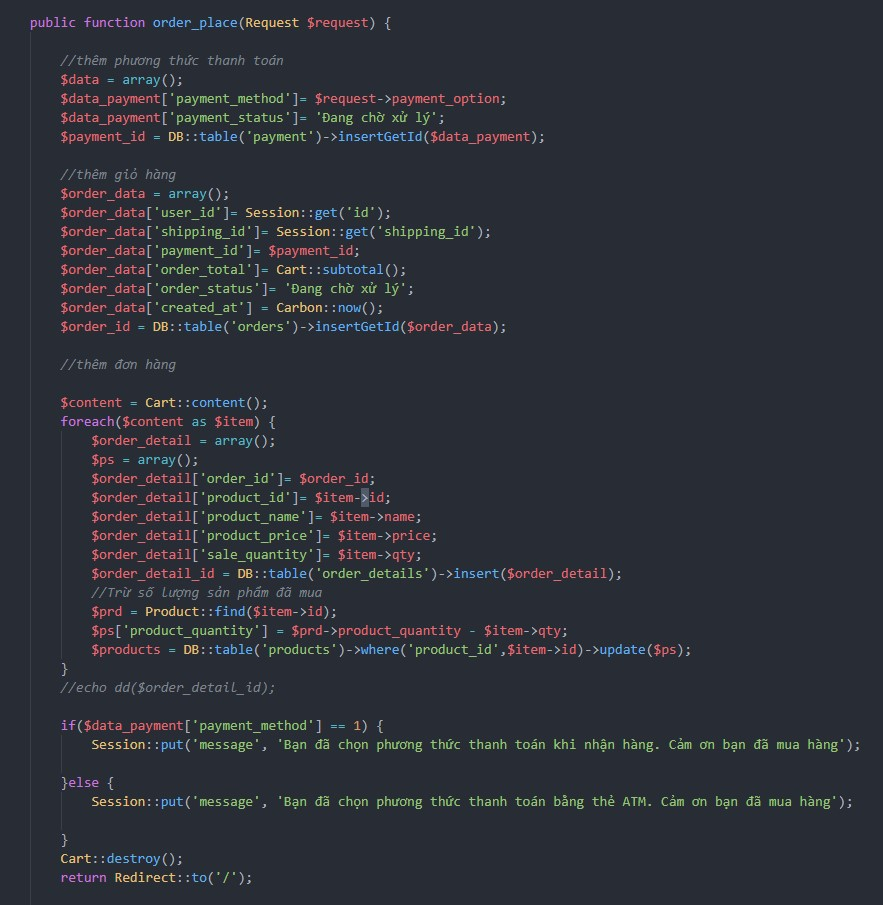 public function order_place(Request $request) {
//thêm phương thức thanh toán
$data = array();
$data_payment['payment_method']= $request->payment_option;
$data_payment['payment_status']= 'Đang chờ xử lý';
$payment_id = DB::table('payment')->insertGetId($data_payment);
//thêm giỏ hàng
$order_data = array();
$order_data['user_id']= Session::get('id');
$order_data['shipping_id']= Session::get('shipping_id');
$order_data['payment_id']= $payment_id;
$order_data['order_total']= Cart::subtotal();
$order_data['order_status']= 'Đang chờ xử lý';
$order_data['created_at'] = Carbon::now();
$order_id = DB::table('orders')->insertGetId($order_data);
//thêm đơn hàng
$content = Cart::content();
foreach($content as $item) {
$order_detail = array();
$ps = array();
$order_detail['order_id']= $order_id;
$order_detail['product_id']= $item->id;
$order_detail['product_name']= $item->name;
$order_detail['product_price']= $item->price;
$order_detail['sale_quantity']= $item->qty;
$order_detail_id = DB::table('order_details')->insert($order_detail);
//Trừ số lượng sản phẩm đã mua
$prd = Product::find($item->id);
$ps['product_quantity'] = $prd->product_quantity - $item->qty;
$products = DB::table('products')->where('product_id',$item->id)->update($ps);
}
//echo dd($order_detail_id);
if($data_payment['payment_method'] == 1) {
Session::put('message', 'Bạn đã chọn phương thức thanh toán khi nhận hàng. Cảm ơn bạn đã mua hàng');
}else {
Session::put('message', 'Bạn đã chọn phương thức thanh toán bằng thẻ ATM. Cảm ơn bạn đã mua hàng');
}
Cart::destroy();
return Redirect::to('/');